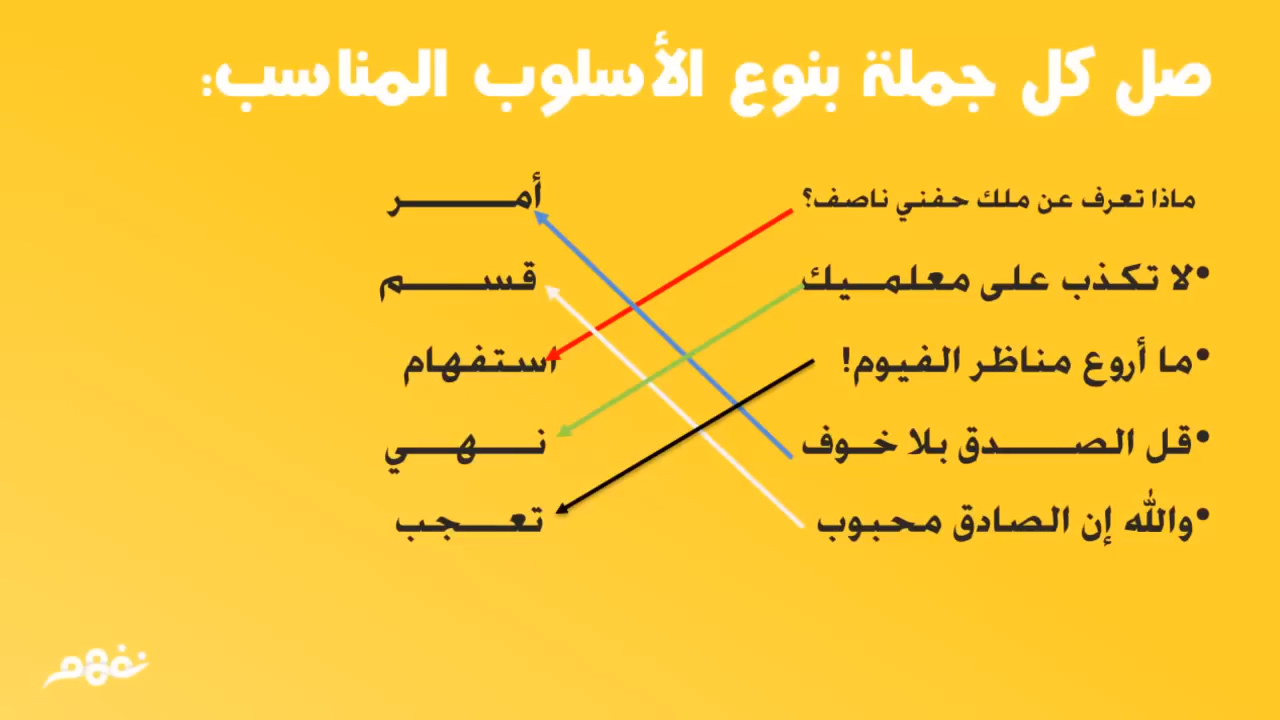 صل كل جملة بنوع الأسلوب المناسب:
ماذا تعرف عن ملك حفني ناصف؟ أمر
•لا تكذب على معلميك قسم
•ما أروع مناظر الفيوم! استفهام
•قل الصدق بلا خوف نهي
•والله إن الصادق محبوب تعجب
نفهم